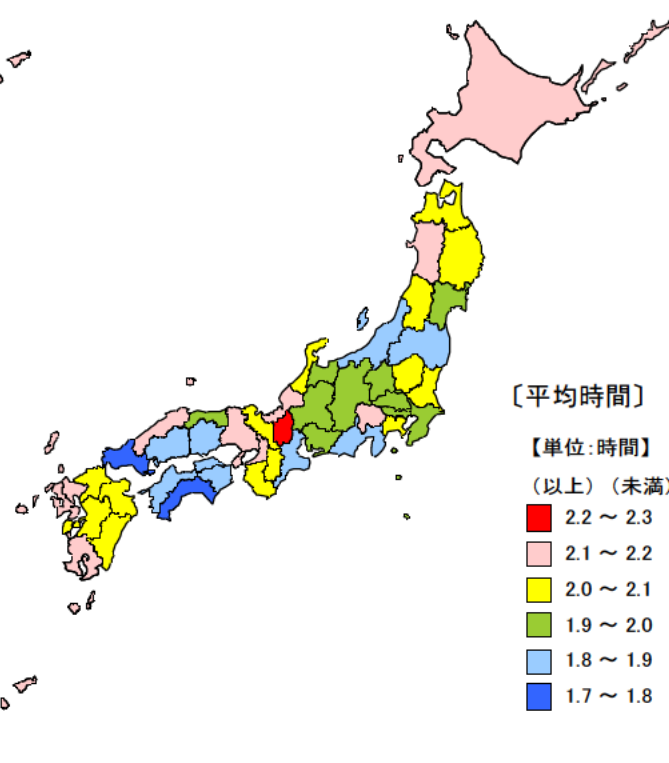 〔平均時間〕
【単位:時間】
（以上）（未満）
2.2 ～ 2.3
2.1 ～ 2.2
2.0 ～ 2.1
1.9 ～ 2.0
1.8 ～ 1.9
1.7 ～ 1.8